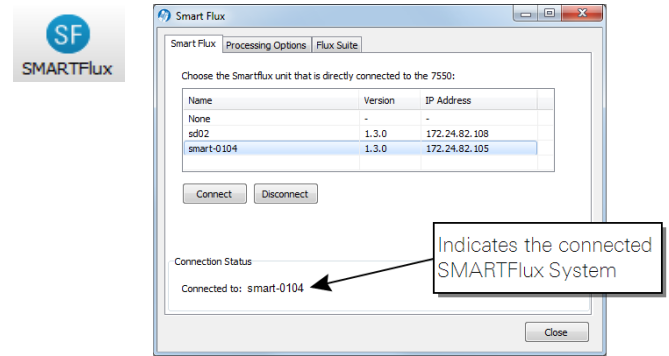 SF
SMARTFlux
Smart Flux
Smart Flux Processing Options Flux Suite
Choose the Smartflux unit that is directly connected to the 7550:
Name Version IP Address
None - -
sd02 1.3.0 172.24.82.108
smart-0104 1.3.0 172.24.82.105
Connect Disconnect
Indicates the connected
SMARTFlux System
Connection Status
Connected to: smart-0104
Close